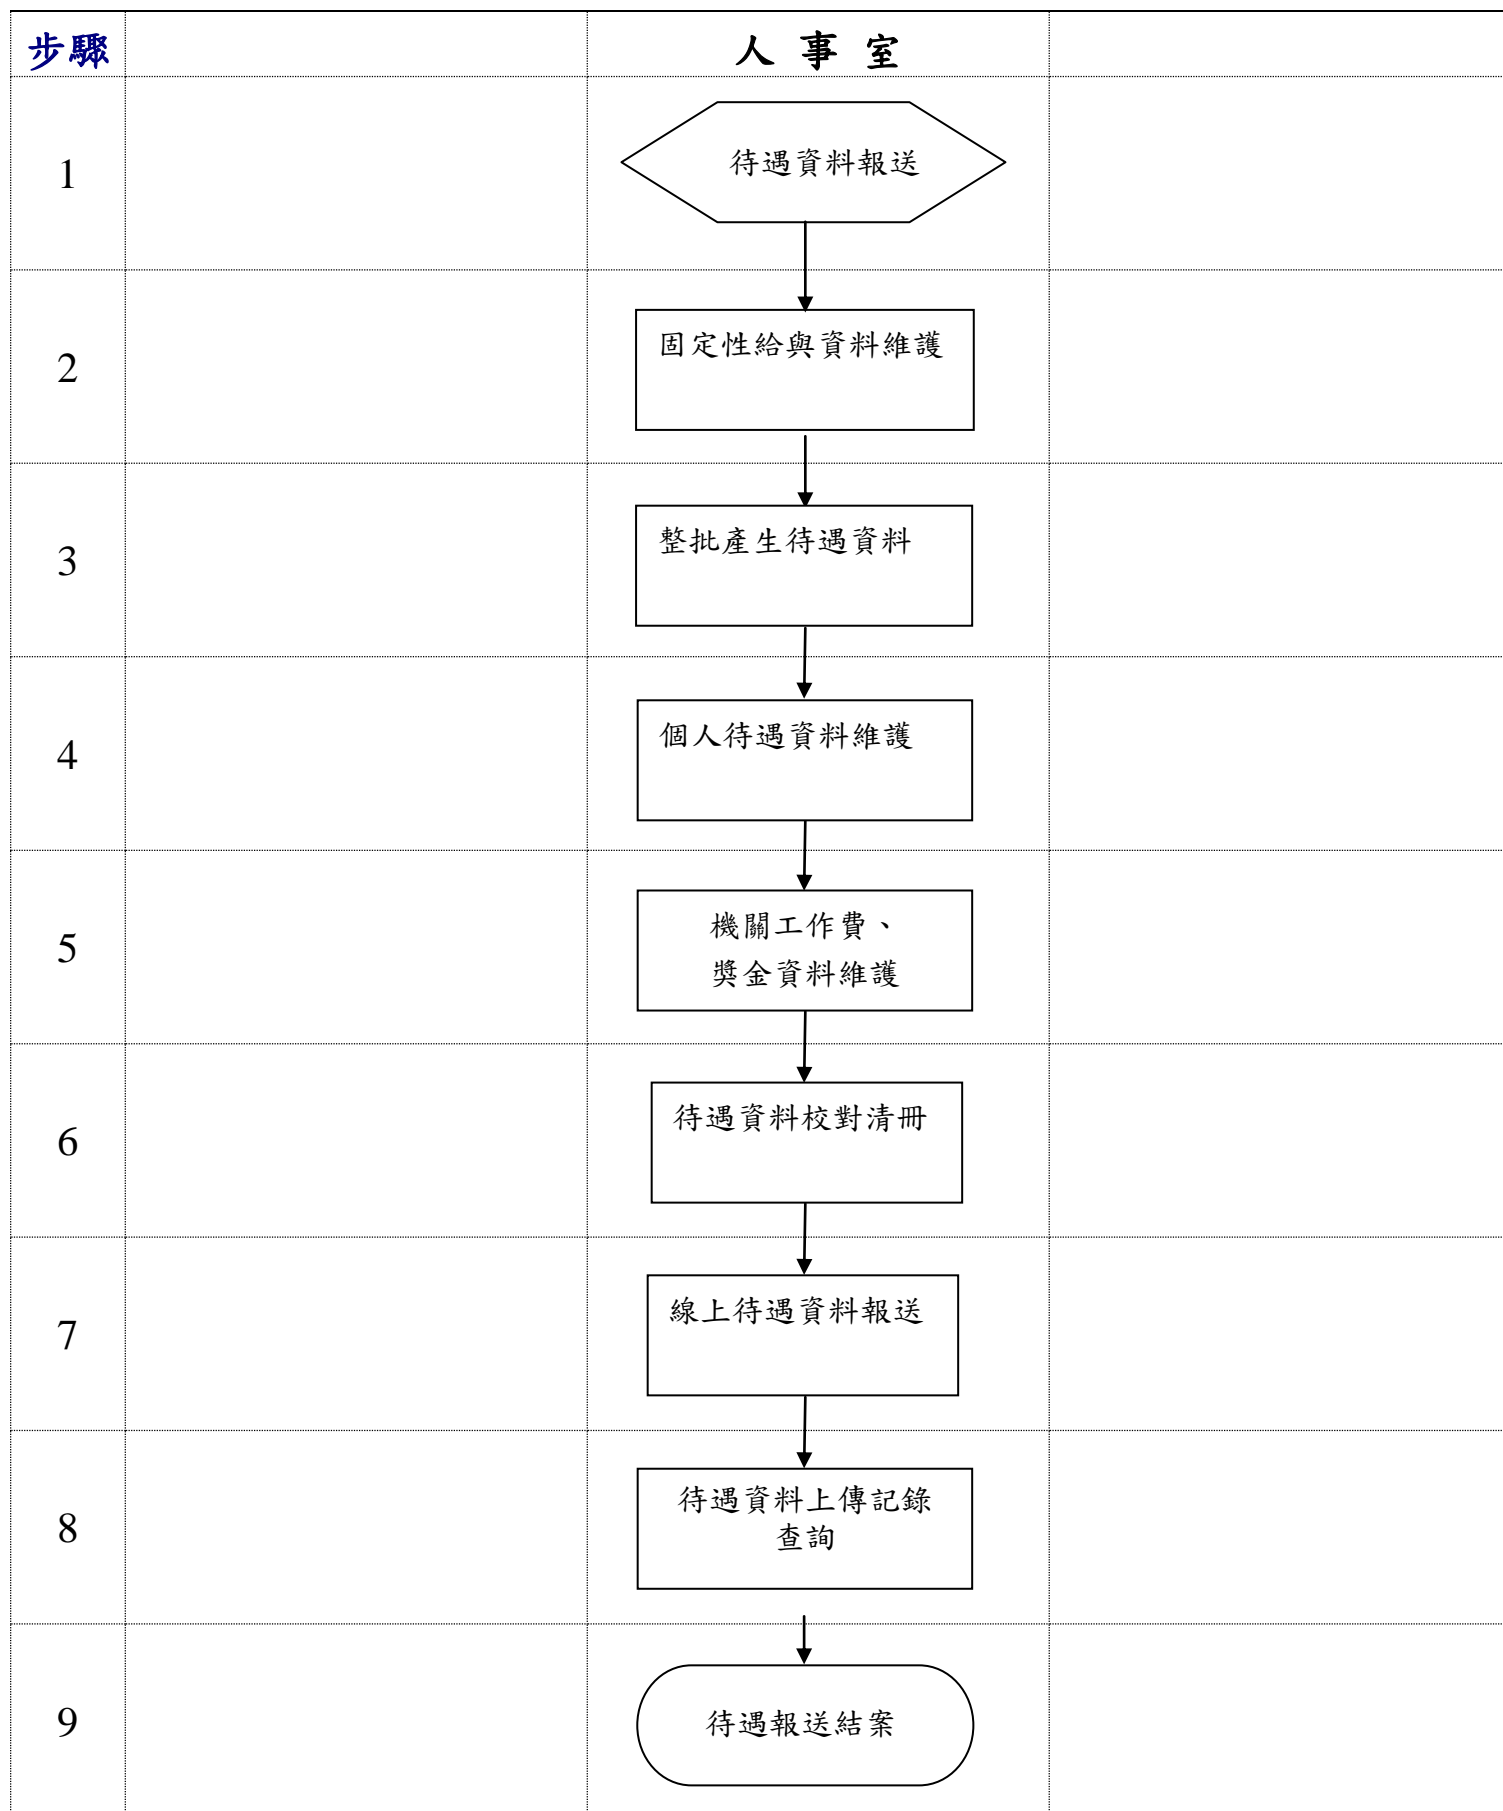 步驟 人事室
1 待遇資料報送
2 固定性給與資料維護
3 整批產生待遇資料
4 個人待遇資料維護
5 機關工作費、
獎金資料維護
6 待遇資料校對清冊
7 線上待遇資料報送
8 待遇資料上傳記錄
查詢
9 待遇報送結案